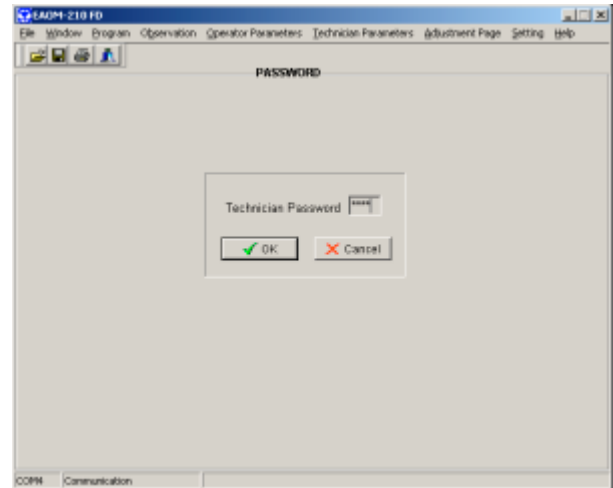 EAOM-210 FD
File Window Program Observation Operator Parameters Technician Parameters Adjustment Page Setting Help
PASSWORD
Technician Password ****
OK Cancel
COM4 Communication